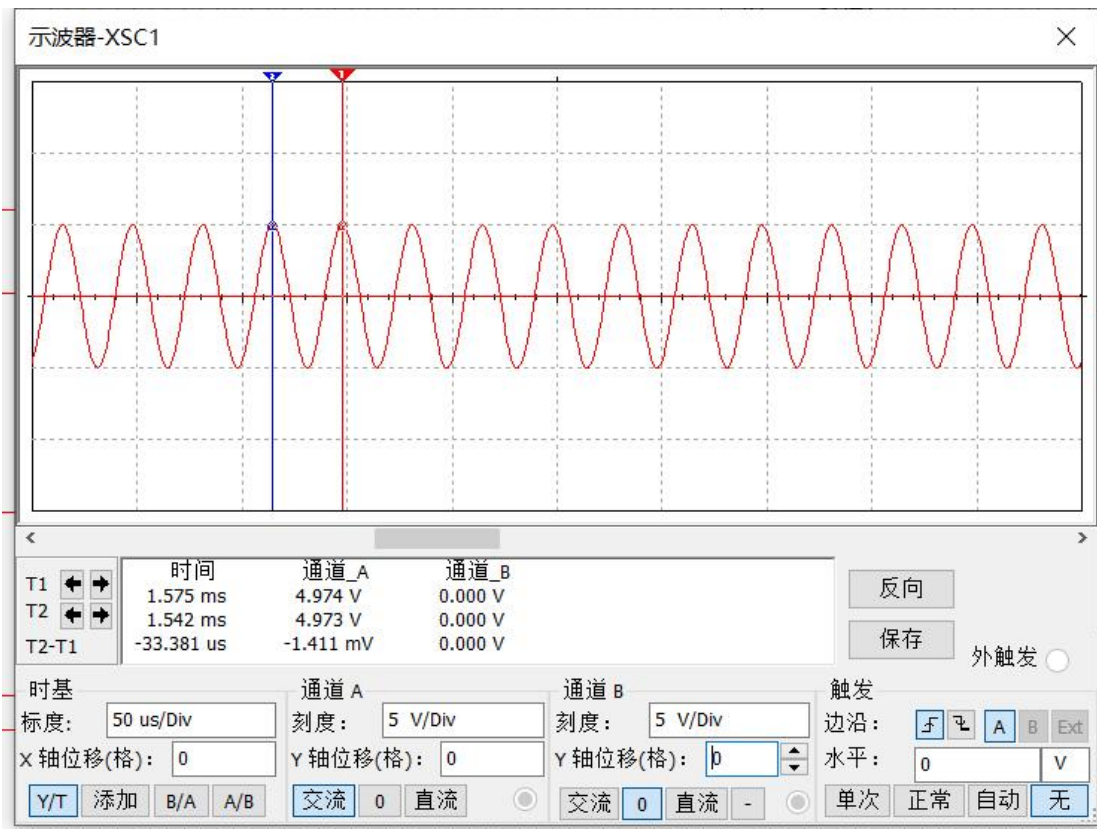 示波器-XSC1
2 1
时间 通道_A 通道_B
T1 1.575 ms 4.974 V 0.000 V
T2 1.542 ms 4.973 V 0.000 V
T2-T1 -33.381 us -1.411 mV 0.000 V
反向
保存
外触发
时基 通道 A 通道 B 触发
标度: 50 us/Div 刻度: 5 V/Div 刻度: 5 V/Div 边沿: A B Ext
X 轴位移(格): 0 Y 轴位移(格): 0 Y 轴位移(格): 0 水平: 0 V
Y/T 添加 B/A A/B 交流 0 直流 交流 0 直流 - 单次 正常 自动 无